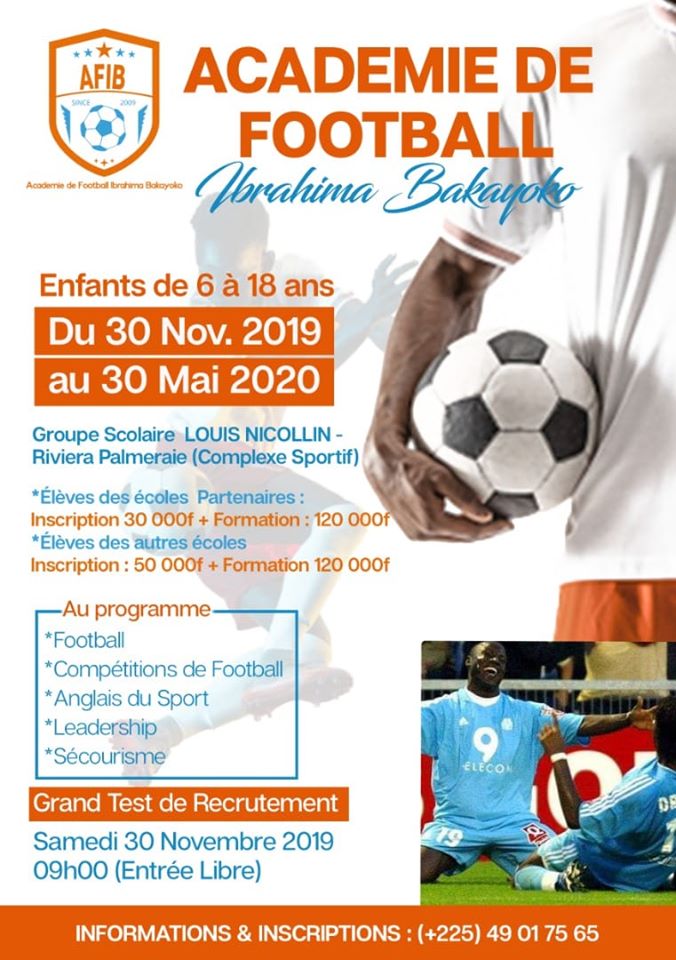 AFIB
SINCE 2009
Academie de Football Ibrahima Bakayoko
ACADEMIE DE
FOOTBALL
Ibrahima Bakayoko
Enfants de 6 à 18 ans
Du 30 Nov. 2019
au 30 Mai 2020
Groupe Scolaire LOUIS NICOLLIN -
Riviera Palmeraie (Complexe Sportif)
*Élèves des écoles Partenaires :
Inscription 30 000f + Formation : 120 000f
*Élèves des autres écoles
Inscription : 50 000f + Formation 120 000f
Au programme
*Football
*Compétitions de Football
*Anglais du Sport
*Leadership
*Sécourisme
9
ELECOM
19
DR
Grand Test de Recrutement
Samedi 30 Novembre 2019
09h00 (Entrée Libre)
INFORMATIONS & INSCRIPTIONS : (+225) 49 01 75 65